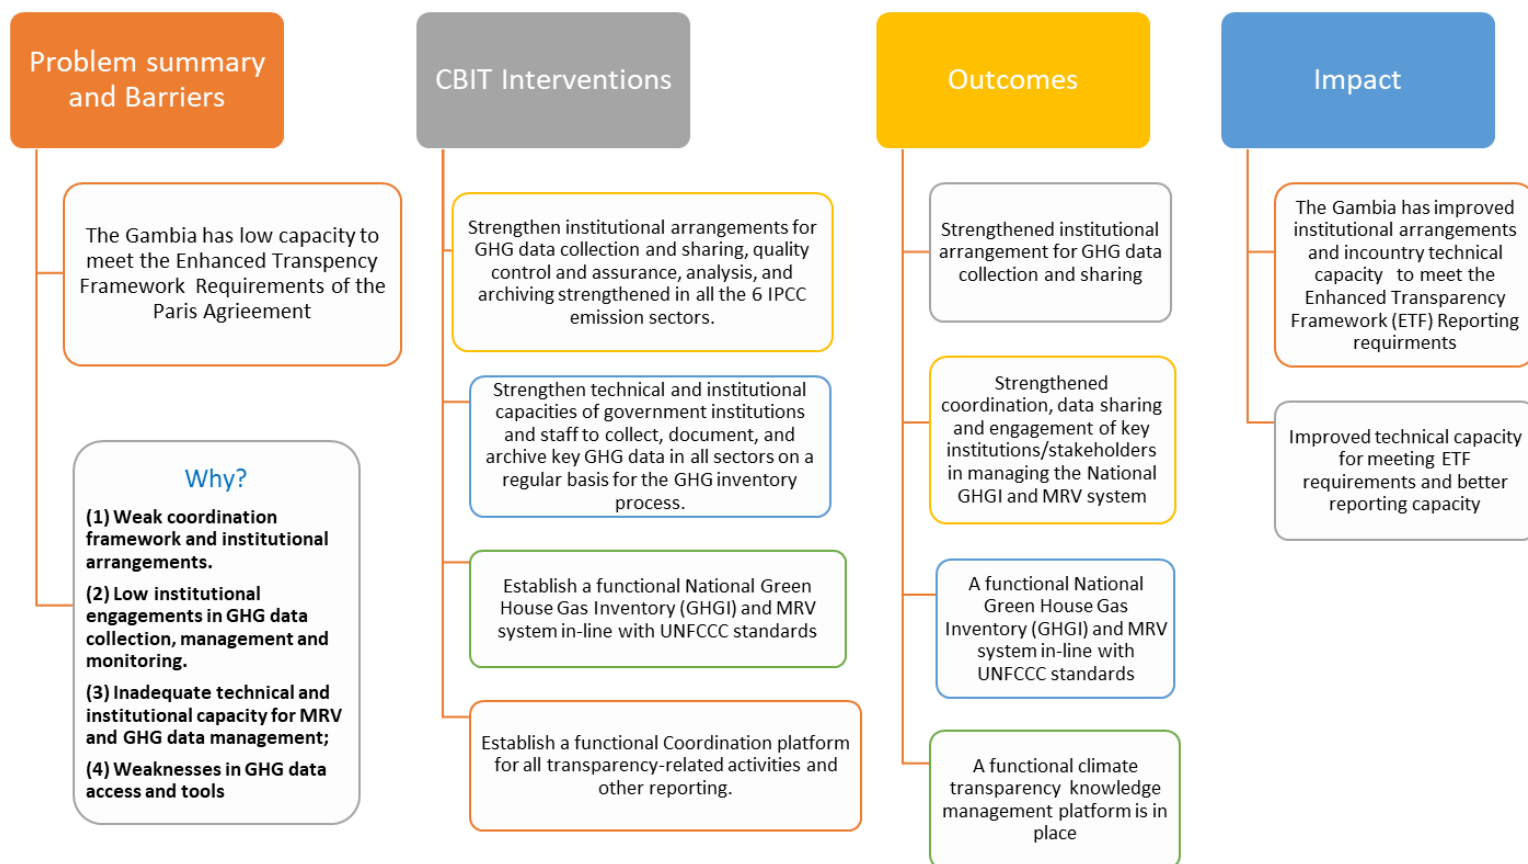 Problem summary
and Barriers
The Gambia has low capacity to
meet the Enhanced Transpency
Framework Requirements of the
Paris Agrieement
Why?
(1) Weak coordination
framework and institutional
arrangements.
(2) Low institutional
engagements in GHG data
collection, management and
monitoring.
(3) Inadequate technical and
institutional capacity for MRV
and GHG data management;
(4) Weaknesses in GHG data
access and tools
CBIT Interventions
Strengthen institutional arrangements for
GHG data collection and sharing, quality
control and assurance, analysis, and
archiving strengthened in all the 6 IPCC
emission sectors.
Strengthen technical and institutional
capacities of government institutions
and staff to collect, document, and
archive key GHG data in all sectors on a
regular basis for the GHG inventory
process.
Establish a functional National Green
House Gas Inventory (GHGI) and MRV
system in-line with UNFCCC standards
Establish a functional Coordination platform
for all transparency-related activities and
other reporting.
Outcomes
Strengthened institutional
arrangement for GHG data
collection and sharing
Strengthened
coordination, data sharing
and engagement of key
institutions/stakeholders
in managing the National
GHGI and MRV system
A functional National
Green House Gas
Inventory (GHGI) and MRV
system in-line with
UNFCCC standards
A functional climate
transparency knowledge
management platform is in
place
Impact
The Gambia has improved
institutional arrangements
and incountry technical
capacity to meet the
Enhanced Transparency
Framework (ETF) Reporting
requirments
Improved technical capacity
for meeting ETF
requirements and better
reporting capacity